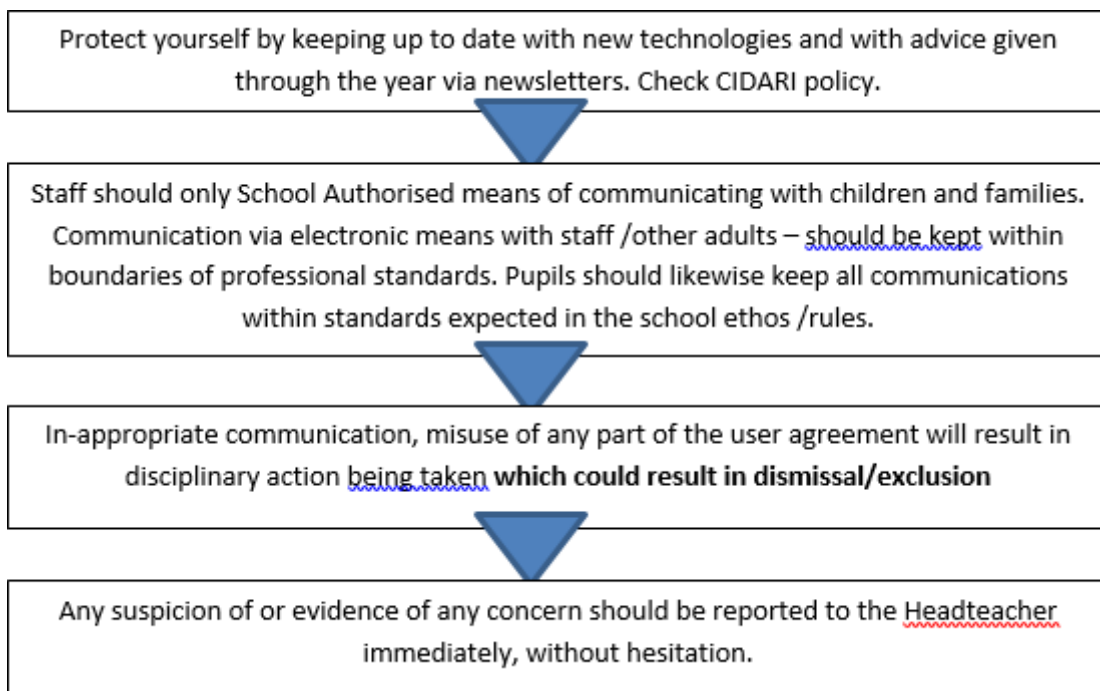 Protect yourself by keeping up to date with new technologies and with advice given
through the year via newsletters. Check CIDARI policy.
Staff should only School Authorised means of communicating with children and families.
Communication via electronic means with staff /other adults – should be kept within
boundaries of professional standards. Pupils should likewise keep all communications
within standards expected in the school ethos /rules.
In-appropriate communication, misuse of any part of the user agreement will result in
disciplinary action being taken which could result in dismissal/exclusion
Any suspicion of or evidence of any concern should be reported to the Headteacher
immediately, without hesitation.